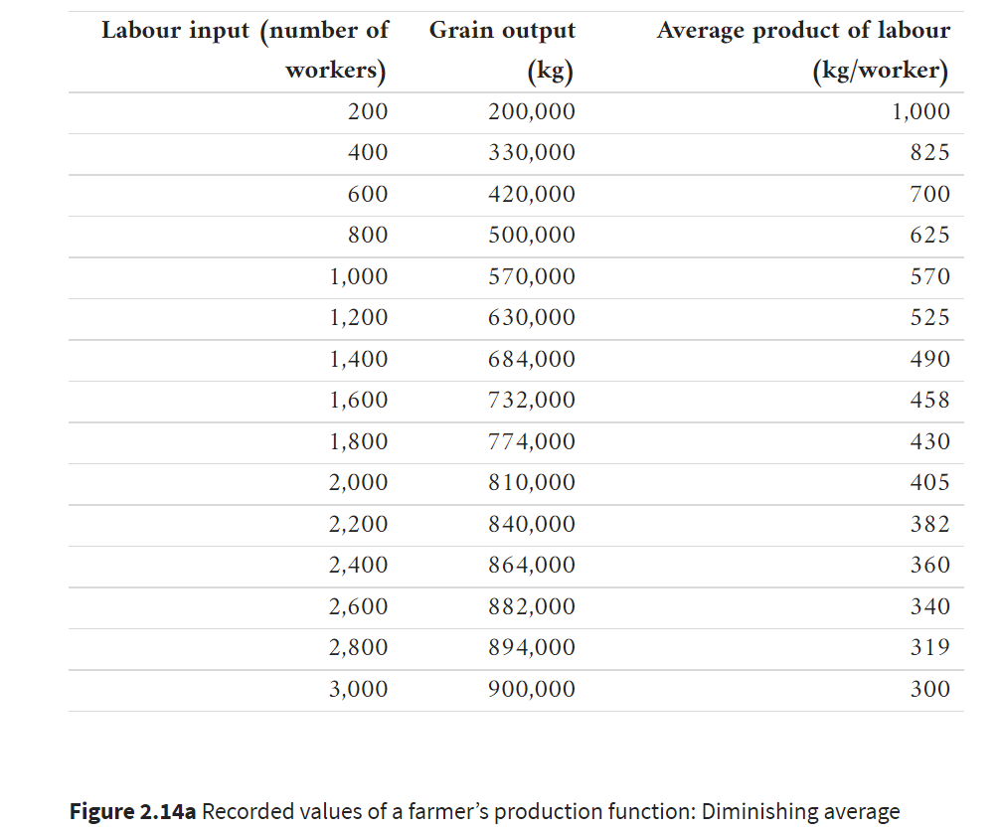 Labour input (number of workers) Grain output (kg) Average product of labour (kg/worker)
200 200,000 1,000
400 330,000 825
600 420,000 700
800 500,000 625
1,000 570,000 570
1,200 630,000 525
1,400 684,000 490
1,600 732,000 458
1,800 774,000 430
2,000 810,000 405
2,200 840,000 382
2,400 864,000 360
2,600 882,000 340
2,800 894,000 319
3,000 900,000 300
Figure 2.14a Recorded values of a farmer’s production function: Diminishing average